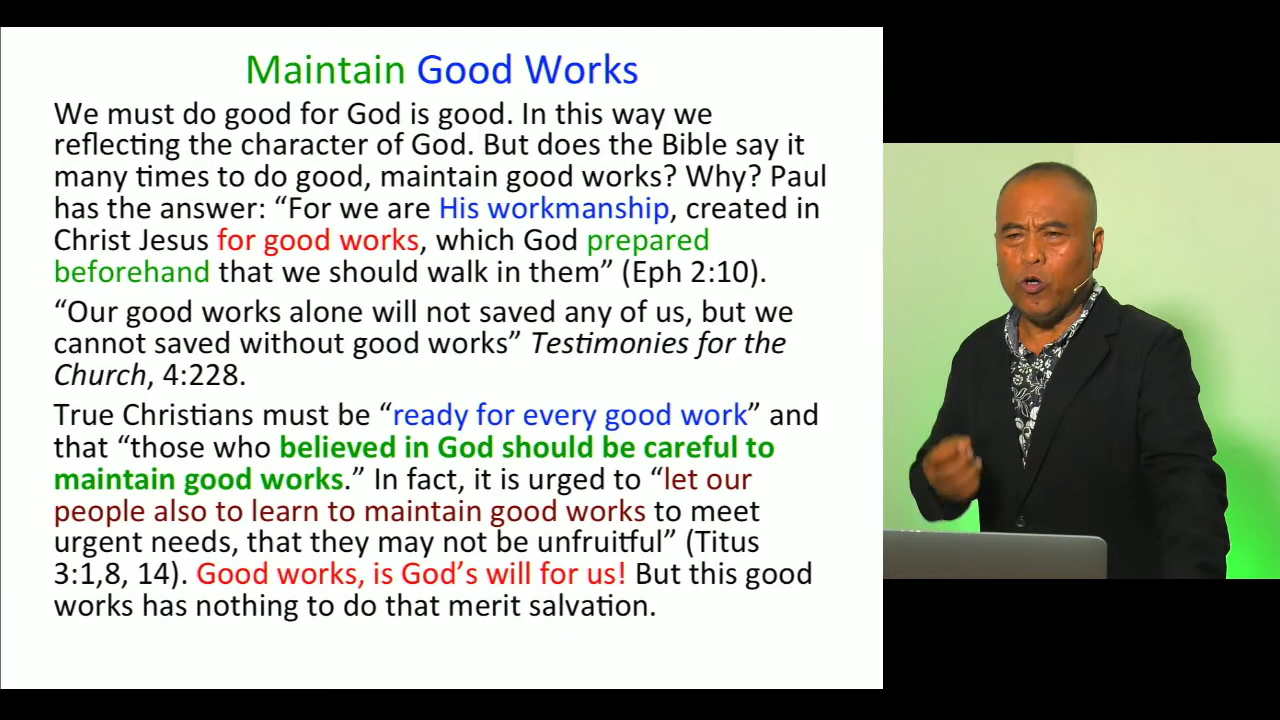 Maintain Good Works
We must do good for God is good. In this way we
reflecting the character of God. But does the Bible say it
many times to do good, maintain good works? Why? Paul
has the answer: “For we are His workmanship, created in
Christ Jesus for good works, which God prepared
beforehand that we should walk in them” (Eph 2:10).
“Our good works alone will not saved any of us, but we
cannot saved without good works” Testimonies for the
Church, 4:228.
True Christians must be “ready for every good work” and
that “those who believed in God should be careful to
maintain good works.” In fact, it is urged to “let our
people also to learn to maintain good works to meet
urgent needs, that they may not be unfruitful” (Titus
3:1,8, 14). Good works, is God’s will for us! But this good
works has nothing to do that merit salvation.